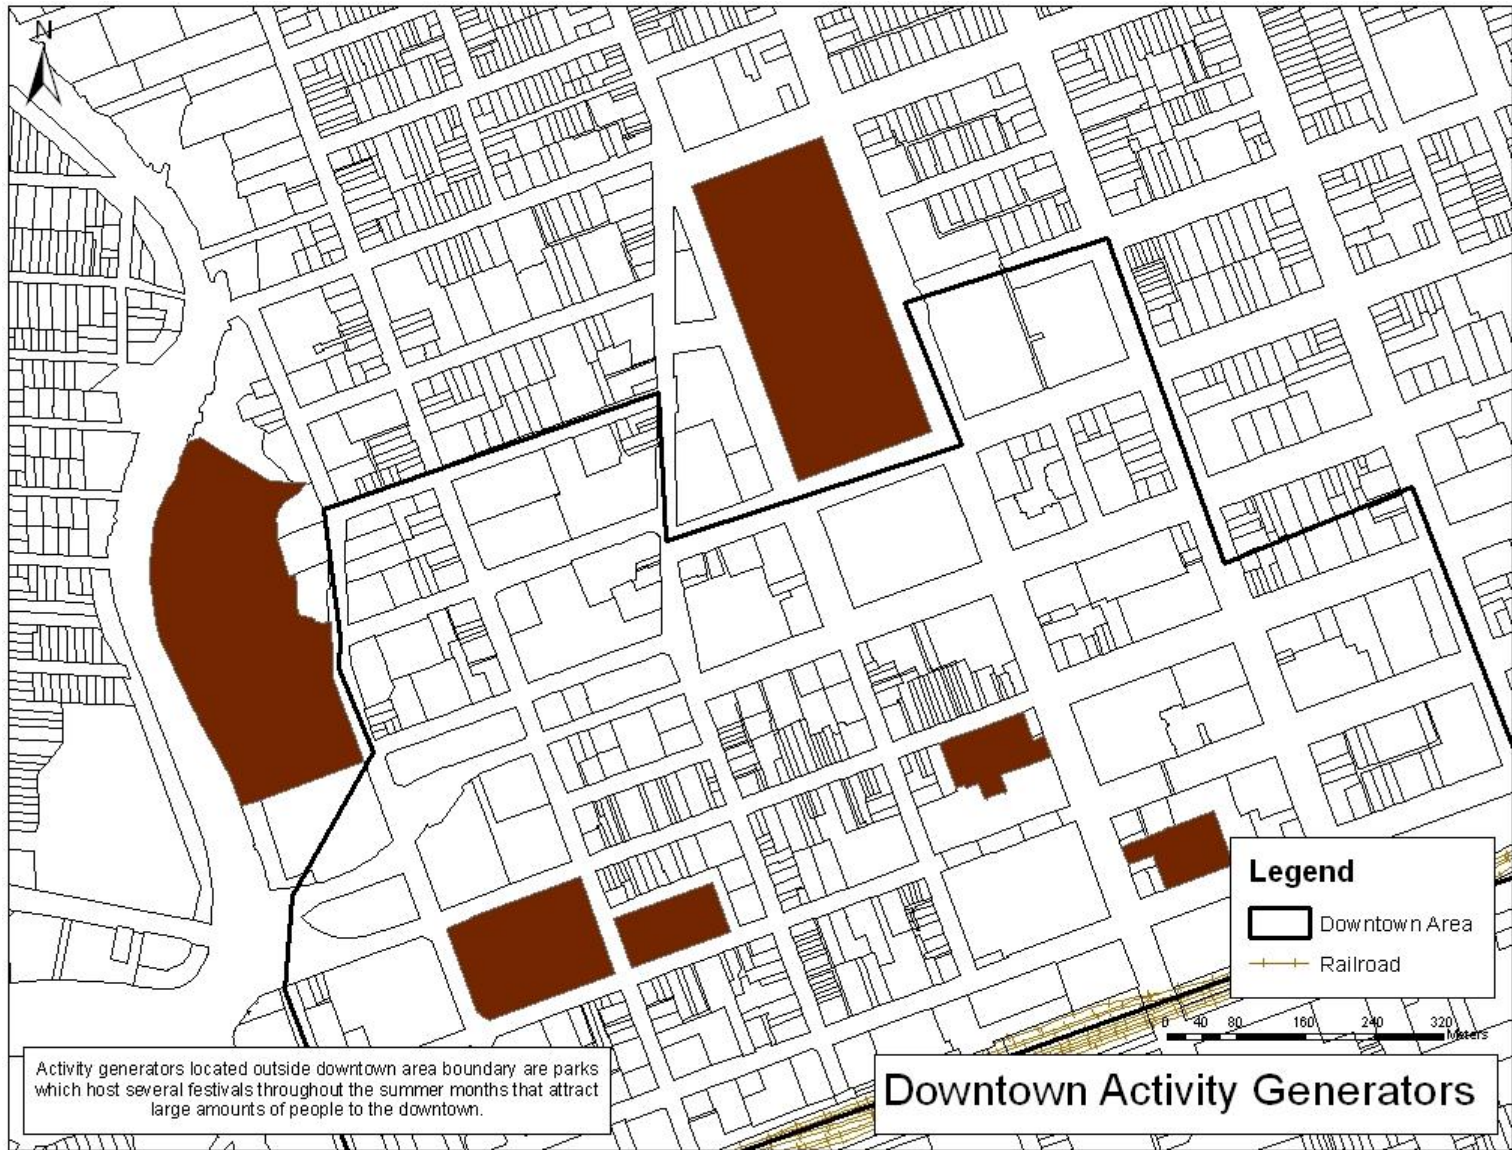 N
Legend
Downtown Area
Railroad
0 40 80 160 240 320
Meters
Activity generators located outside downtown area boundary are parks
which host several festivals throughout the summer months that attract
large amounts of people to the downtown.
Downtown Activity Generators